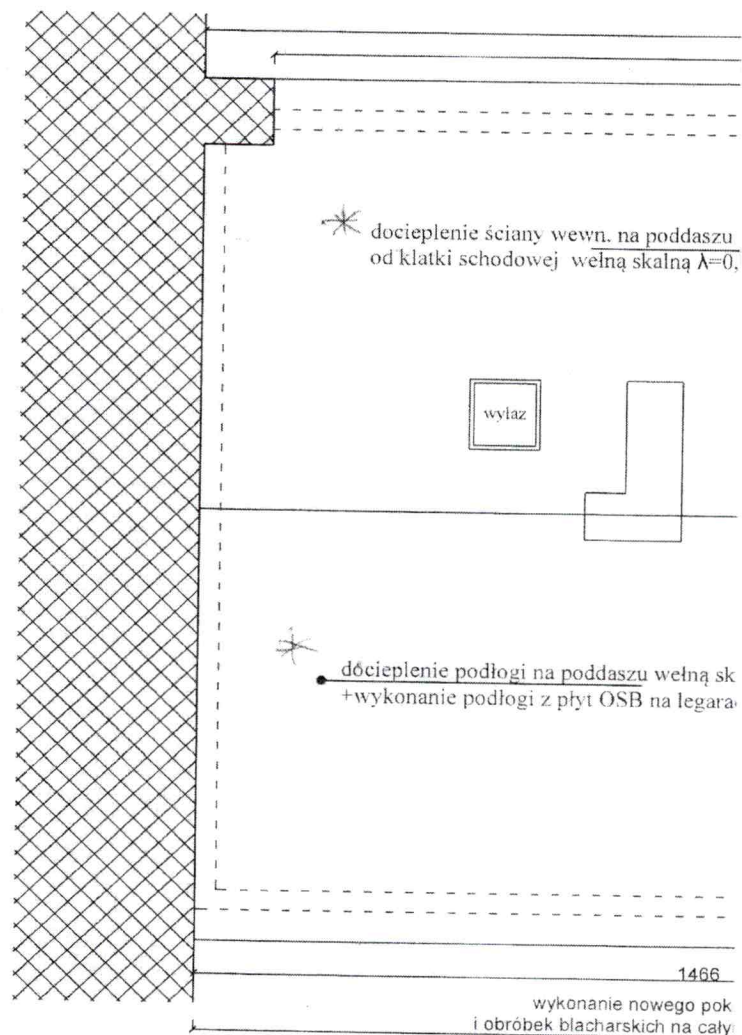 docieplenie ściany wewn. na poddaszu
od klatki schodowej wełną skalną λ=0,
wyłaz
docieplenie podłogi na poddaszu wełną sk
+wykonanie podłogi z płyt OSB na legara
1466
wykonanie nowego pok
i obróbek blacharskich na cały